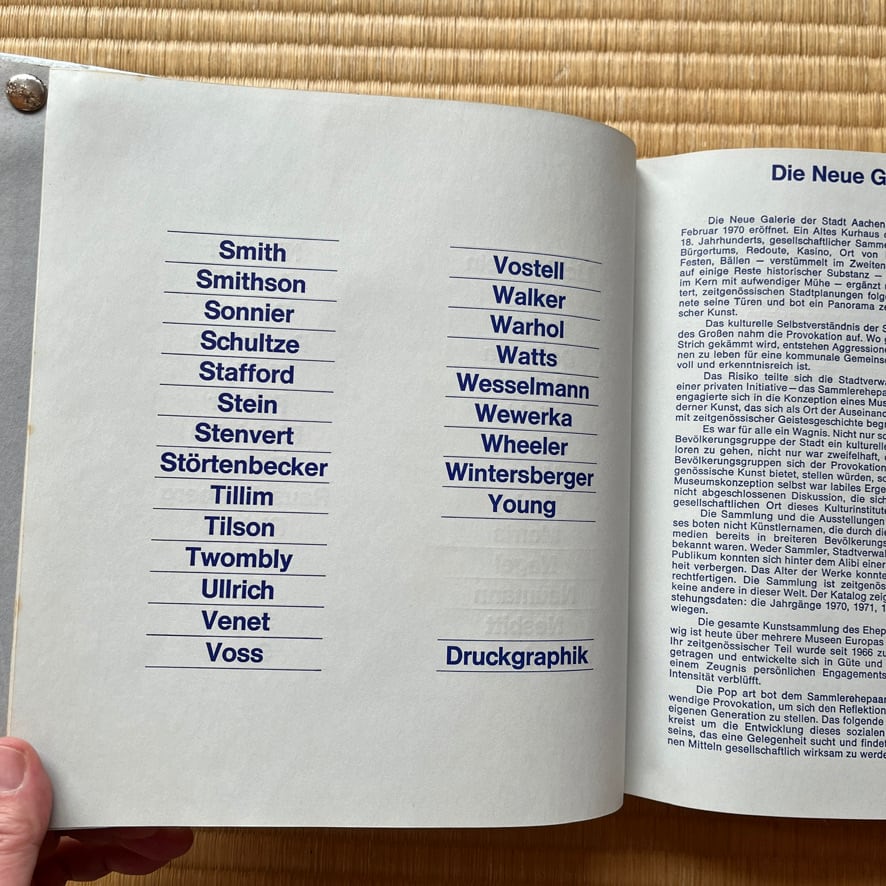 Smith
Smithson
Sonnier
Schultze
Stafford
Stein
Stenvert
Störtenbecker
Tillim
Tilson
Twombly
Ullrich
Venet
Voss
Vostell
Walker
Warhol
Watts
Wesselmann
Wewerka
Wheeler
Wintersberger
Young
Druckgraphik
Die Neue G
Die Neue Galerie der Stadt Aachen
Februar 1970 eröffnet. Ein Altes Kurhaus
18. Jahrhunderts, gesellschaftlicher Samme
Bürgertums, Redoute, Kasino, Ort von
Festen, Bällen — verstümmelt im Zweiten
auf einige Reste historischer Substanz —
im Kern mit aufwendiger Mühe — ergänzt
tert, zeitgenössischen Stadtplanungen folg
nete seine Türen und bot ein Panorama ze
scher Kunst.
Das kulturelle Selbstverständnis der S
des Großen nahm die Provokation auf. Wo
Strich gekämmt wird, entstehen Aggression
nen zu leben für eine kommunale Gemeins
voll und erkenntnisreich ist.
Das Risiko teilte sich die Stadtverwa
einer privaten Initiative — das Sammlerehepa
engagierte sich in die Konzeption eines Mus
derner Kunst, das sich als Ort der Auseinand
mit zeitgenössischer Geistesgeschichte beg
Es war für alle ein Wagnis. Nicht nur sc
Bevölkerungsgruppe der Stadt ein kulturelle
loren zu gehen, nicht nur war zweifelhaft,
Bevölkerungsgruppen sich der Provokation
genössische Kunst bietet, stellen würden, so
Museumskonzeption selbst war labiles Erge
nicht abgeschlossenen Diskussion, die sich
gesellschaftlichen Ort dieses Kulturinstitute
Die Sammlung und die Ausstellungen
ses boten nicht Künstlernamen, die durch die
medien bereits in breiteren Bevölkerungs
bekannt waren. Weder Sammler, Stadtverwal
Publikum konnten sich hinter dem Alibi einer
heit verbergen. Das Alter der Werke konnte
rechtfertigen. Die Sammlung ist zeitgenös
keine andere in dieser Welt. Der Katalog zeig
stehungsdaten: die Jahrgänge 1970, 1971, 1
wiegen.
Die gesamte Kunstsammlung des Ehep
wig ist heute über mehrere Museen Europas
Ihr zeitgenössischer Teil wurde seit 1966 zu
getragen und entwickelte sich in Güte und
einem Zeugnis persönlichen Engagements
Intensität verblüfft.
Die Pop art bot dem Sammlerehepaar
wendige Provokation, um sich den Reflektion
eigenen Generation zu stellen. Das folgende
kreist um die Entwicklung dieses sozialen
seins, das eine Gelegenheit sucht und findet
nen Mitteln gesellschaftlich wirksam zu werde